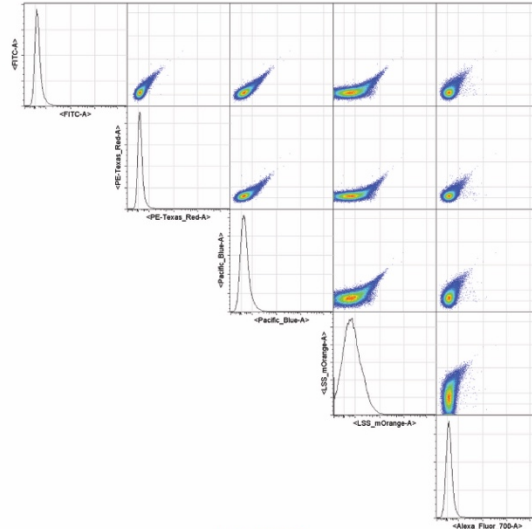 <FITC-A>
<FITC-A>
<PE-Texas_Red-A>
<PE-Texas_Red-A>
<Pacific_Blue-A>
<Pacific_Blue-A>
<LSS_mOrange-A>
<LSS_mOrange-A>
<Alexa_Fluor_700-A>